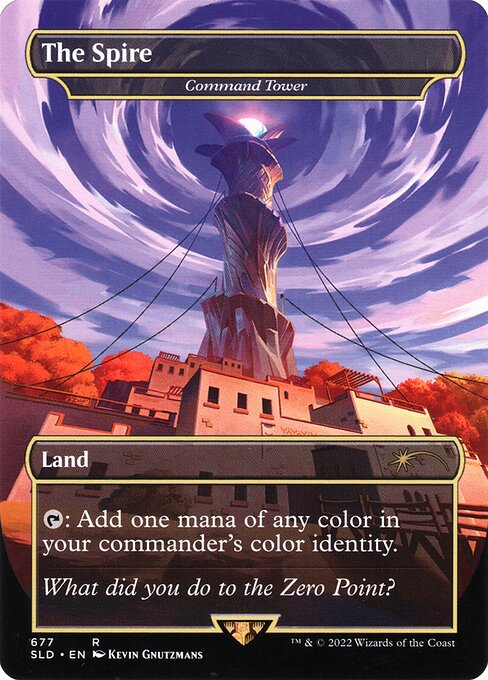 The Spire
Command Tower
Land
: Add one mana of any color in
your commander's color identity.
What did you do to the Zero Point?
677 R
SLD • EN Kevin Gnutzmans
™ & © 2022 Wizards of the Coast